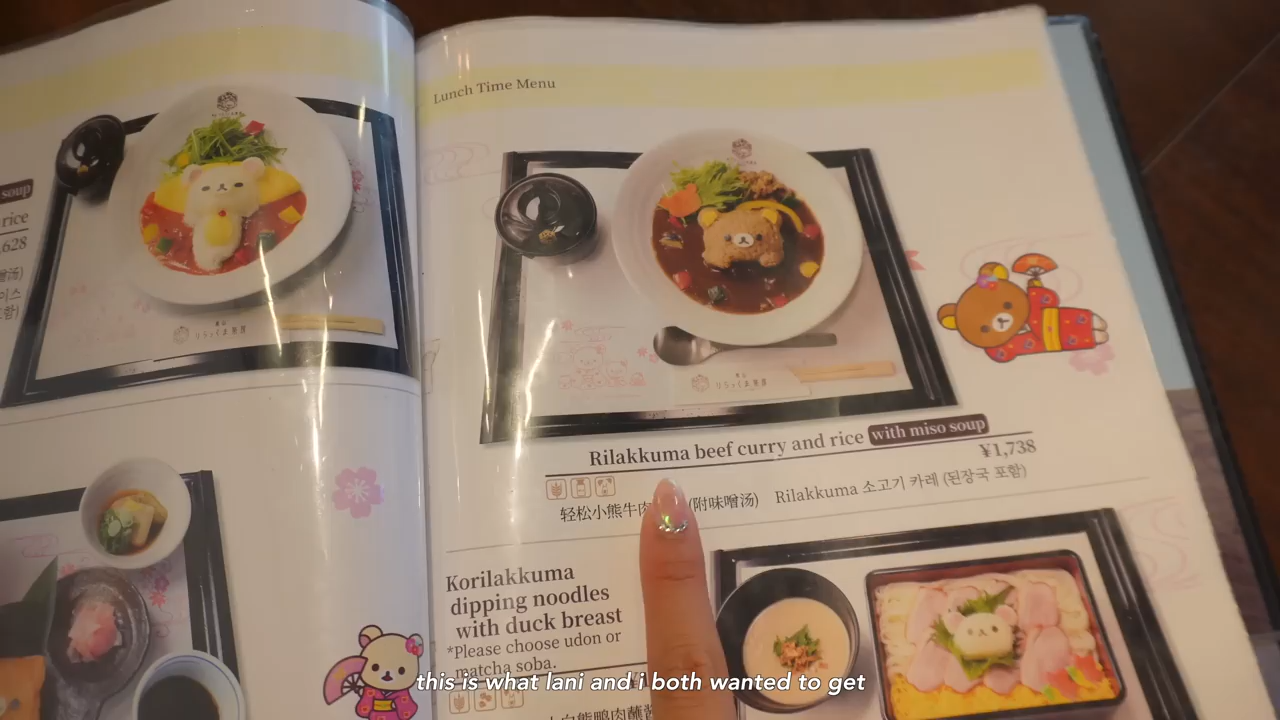 Lunch Time Menu
soup
rice
,628
Rilakkuma beef curry and rice with miso soup
¥1,738
轻松小熊牛肉 (附味噌汤) Rilakkuma 소고기 카레 (된장국 포함)
Korilakkuma
dipping noodles
with duck breast
*Please choose udon or
matcha soba.
this is what lani and i both wanted to get